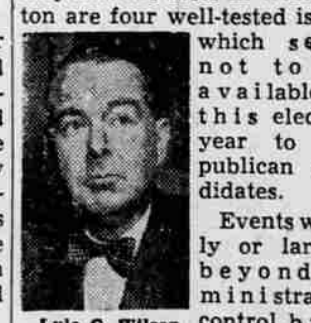 ton are four well-tested is
which se
not to
available
this elec
year to
publican
didates.
Events w
ly or lar
beyond
ministra
control b